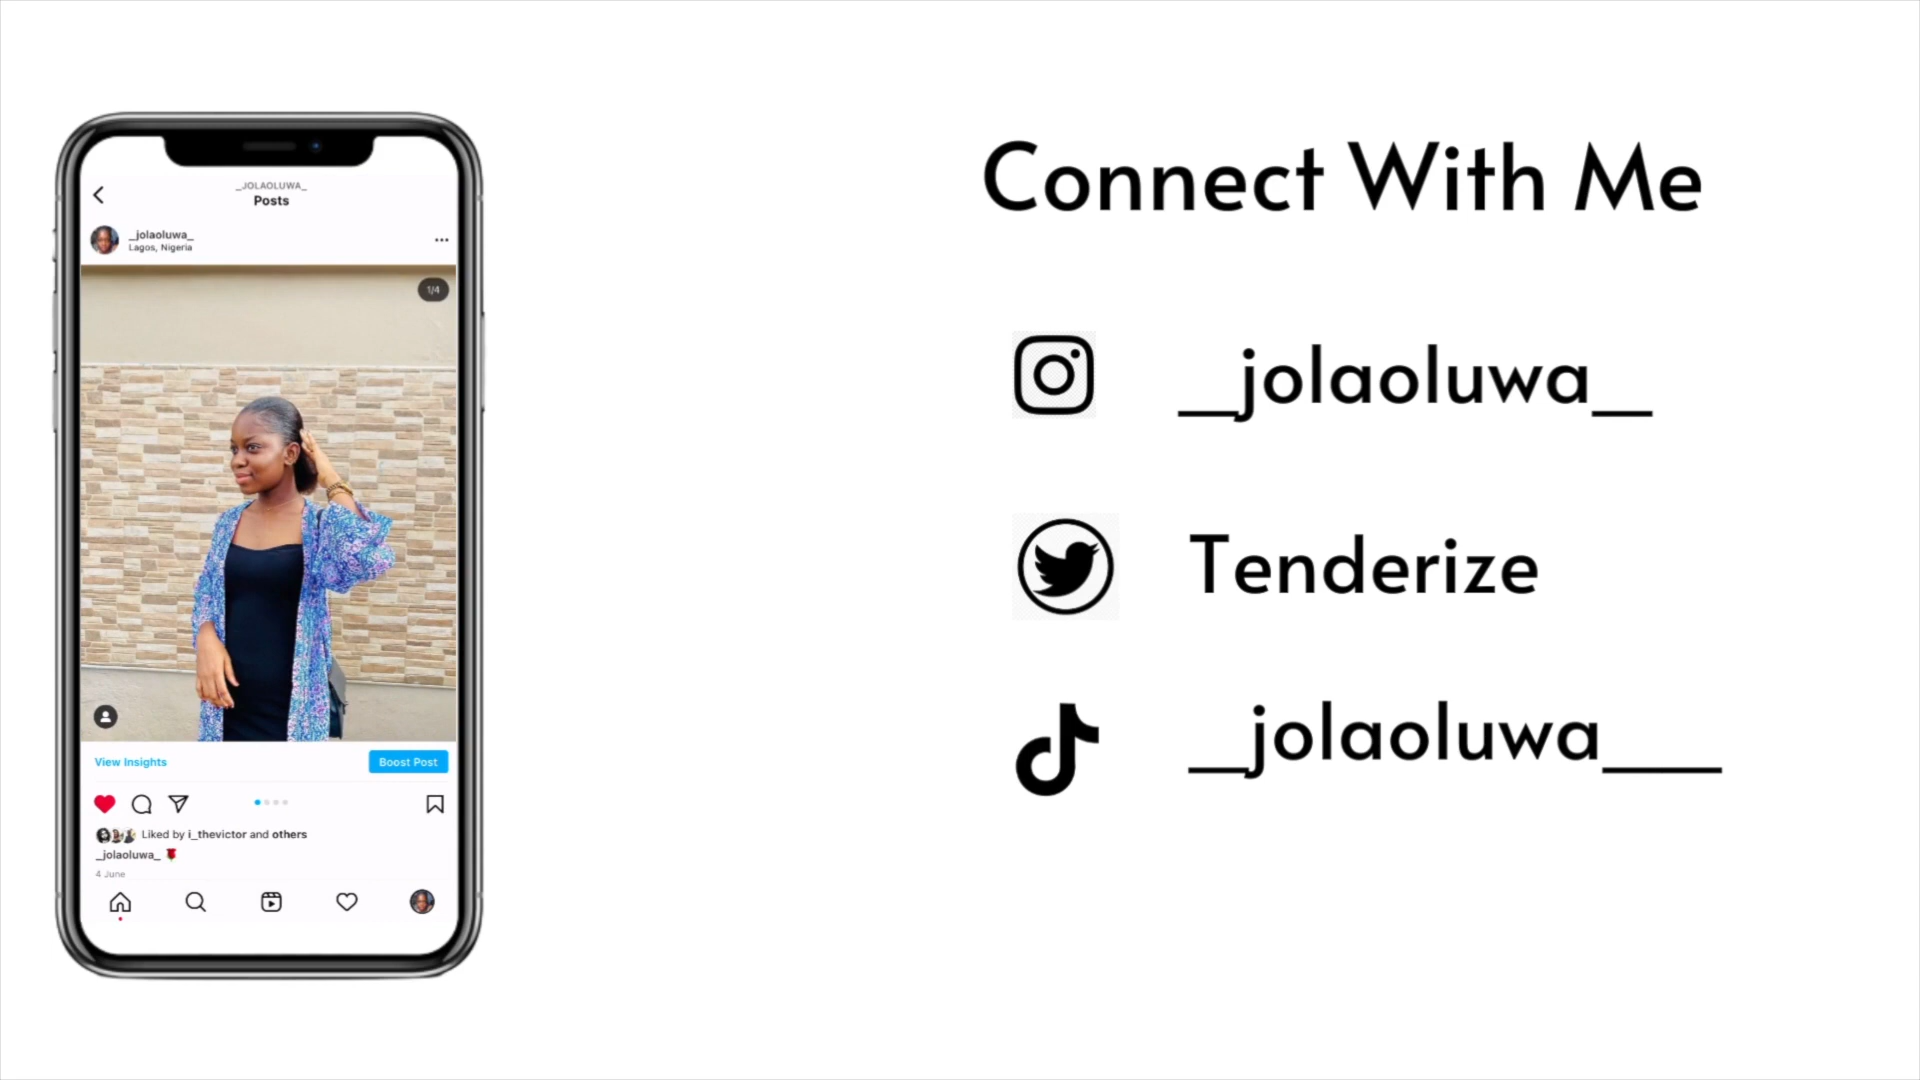 _JOLAOLUWA_
Posts
_jolaoluwa_
Lagos, Nigeria
1/4
View Insights
Boost Post
Liked by i_thevictor and others
_jolaoluwa_ 🌹
4 June
Connect With Me
_jolaoluwa_
Tenderize
_jolaoluwa__